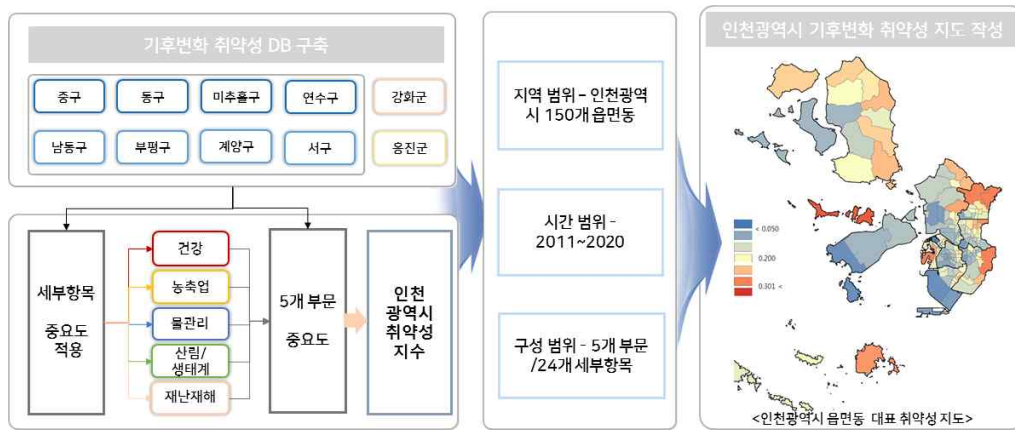 기후변화 취약성 DB 구축
중구
동구
미추홀구
연수구
강화군
남동구
부평구
계양구
서구
옹진군
세부항목
중요도
적용
건강
농축업
물관리
산림/
생태계
재난재해
5개 부문
중요도
인천
광역시
취약성
지수
지역 범위 – 인천광역
시 150개 읍면동
시간 범위 -
2011~2020
구성 범위 - 5개 부문
/24개 세부항목
인천광역시 기후변화 취약성 지도 작성
< 0.050
0.200
0.301 <
<인천광역시 읍면동 대표 취약성 지도>